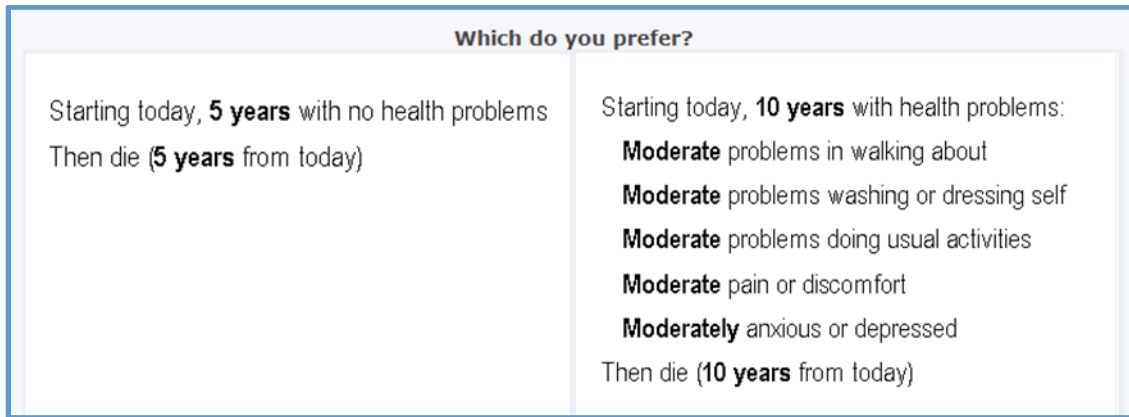 Which do you prefer?
Starting today, 5 years with no health problems
Then die (5 years from today)
Starting today, 10 years with health problems:
Moderate problems in walking about
Moderate problems washing or dressing self
Moderate problems doing usual activities
Moderate pain or discomfort
Moderately anxious or depressed
Then die (10 years from today)